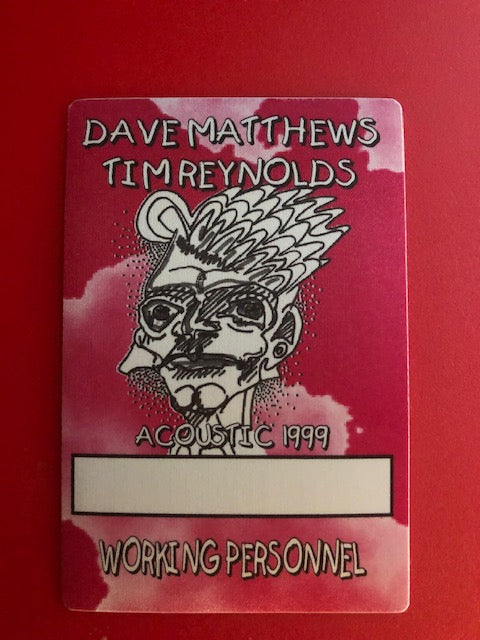 DAVE MATTHEWS
TIM REYNOLDS
ACOUSTIC 1999
WORKING PERSONNEL